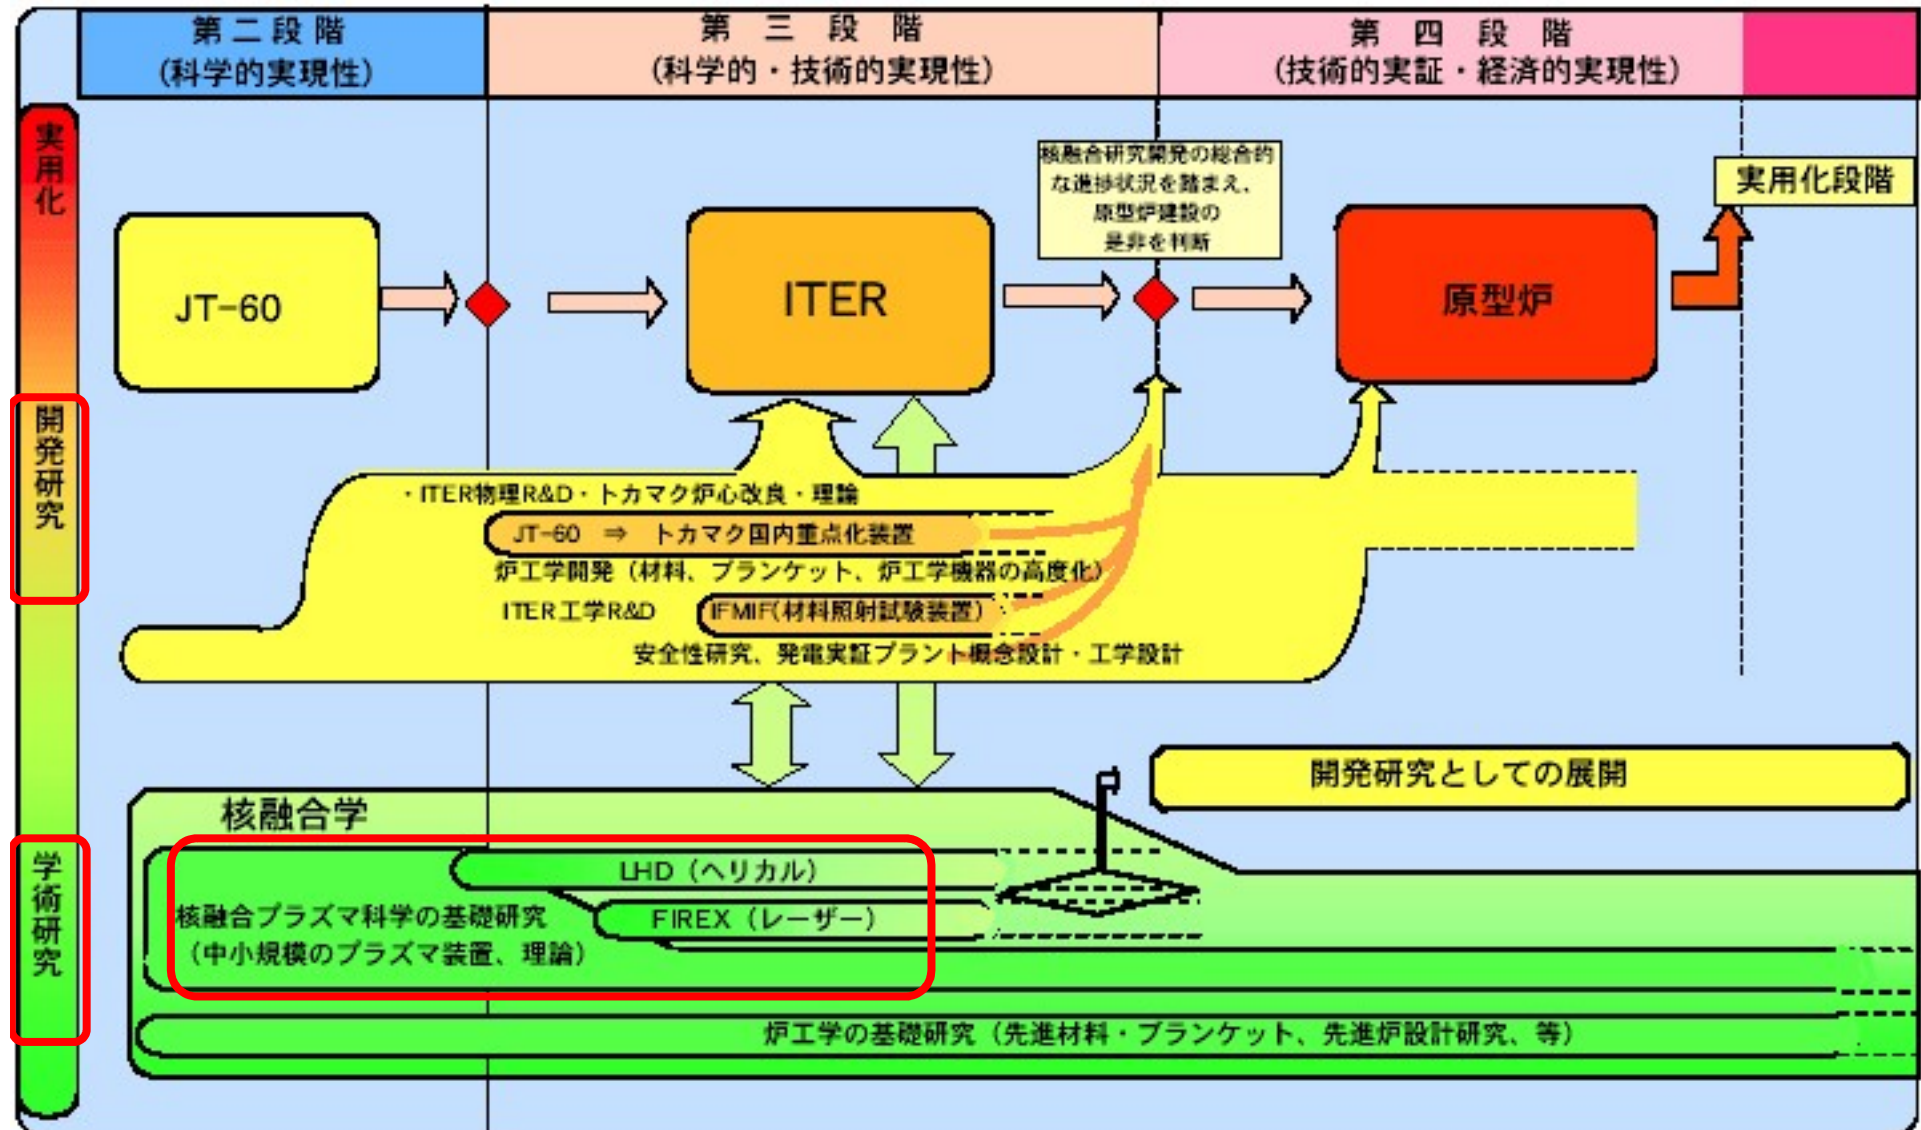 第二段階
(科学的実現性)
第三段階
(科学的・技術的実現性)
第四段階
(技術的実証・経済的実現性)
実用化
開発研究
学術研究
核融合研究開発の総合的
な進捗状況を踏まえ、
原型炉建設の
是非を判断
実用化段階
JT-60
ITER
原型炉
・ITER物理R&D・トカマク炉心改良・理論
JT-60 ⇒ トカマク国内重点化装置
炉工学開発（材料、ブランケット、炉工学機器の高度化）
ITER工学R&D
IFMIF(材料照射試験装置)
安全性研究、発電実証プラント概念設計・工学設計
開発研究としての展開
核融合学
LHD（ヘリカル）
核融合プラズマ科学の基礎研究
（中小規模のプラズマ装置、理論）
FIREX（レーザー）
炉工学の基礎研究（先進材料・ブランケット、先進炉設計研究、等）